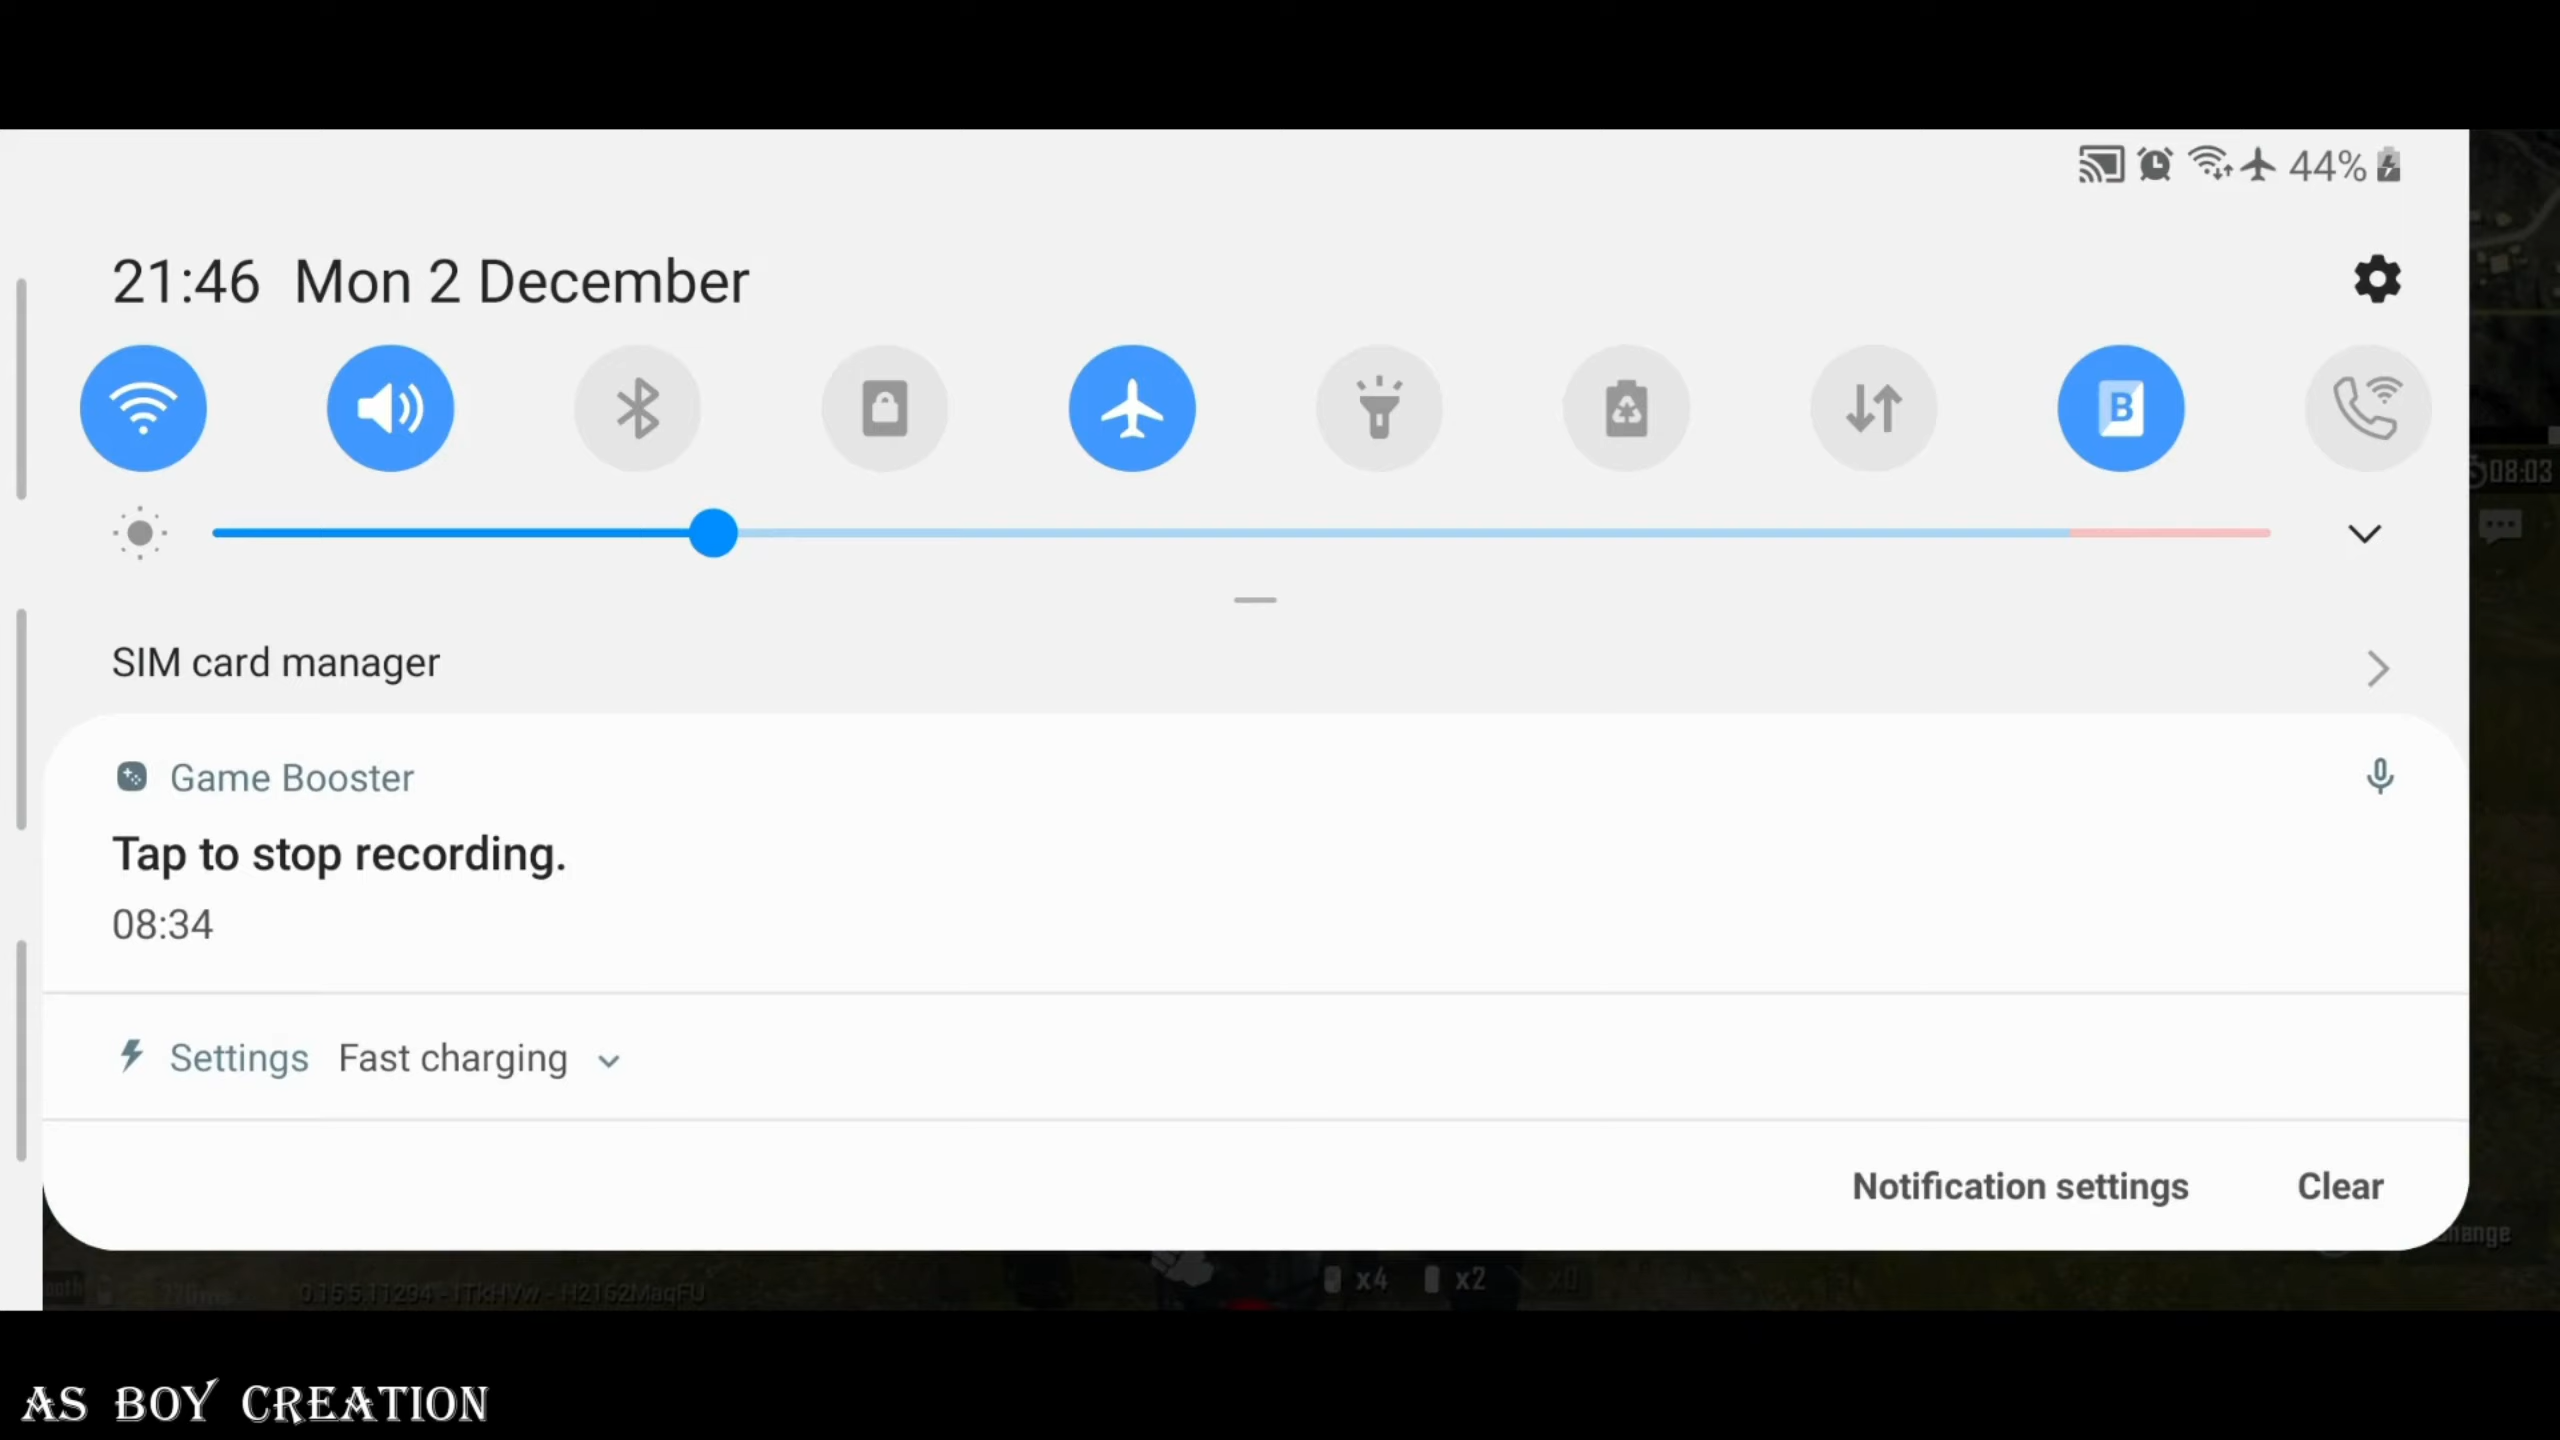 44%
21:46 Mon 2 December
B
08:03
SIM card manager
Game Booster
Tap to stop recording.
08:34
Settings Fast charging
Notification settings Clear
x4 x2 x0
AS BOY CREATION